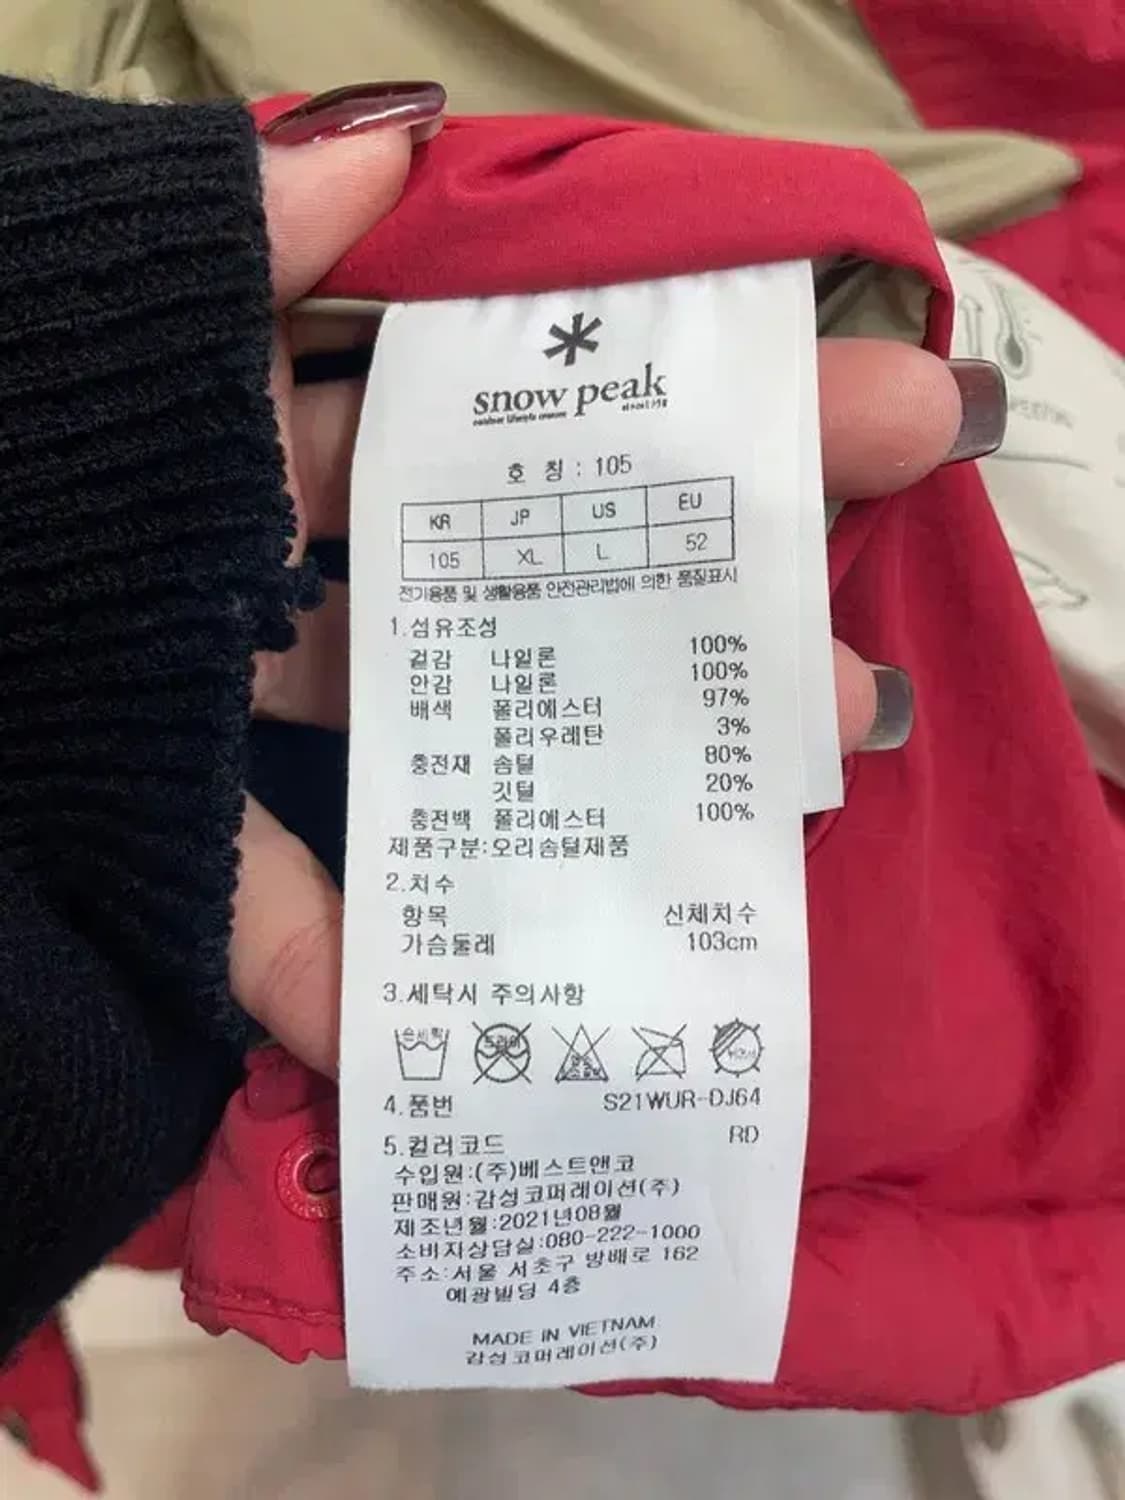 snow peak
outdoor lifestyle creator
호 칭 : 105
KR JP US EU
105 XL L 52
전기용품 및 생활용품 안전관리법에 의한 품질표시
1.섬유조성
겉감 나일론 100%
안감 나일론 100%
배색 폴리에스터 97%
폴리우레탄 3%
충전재 솜털 80%
깃털 20%
충전백 폴리에스터 100%
제품구분:오리솜털제품
2.치수
항목 신체치수
가슴둘레 103cm
3.세탁시 주의사항
손세탁 드라이
4.품번 S21WUR-DJ64
5.컬러코드 RD
수입원:(주)베스트앤코
판매원:감성코퍼레이션(주)
제조년월:2021년08월
소비자상담실:080-222-1000
주소:서울 서초구 방배로 162
예광빌딩 4층
MADE IN VIETNAM
감성코퍼레이션(주)